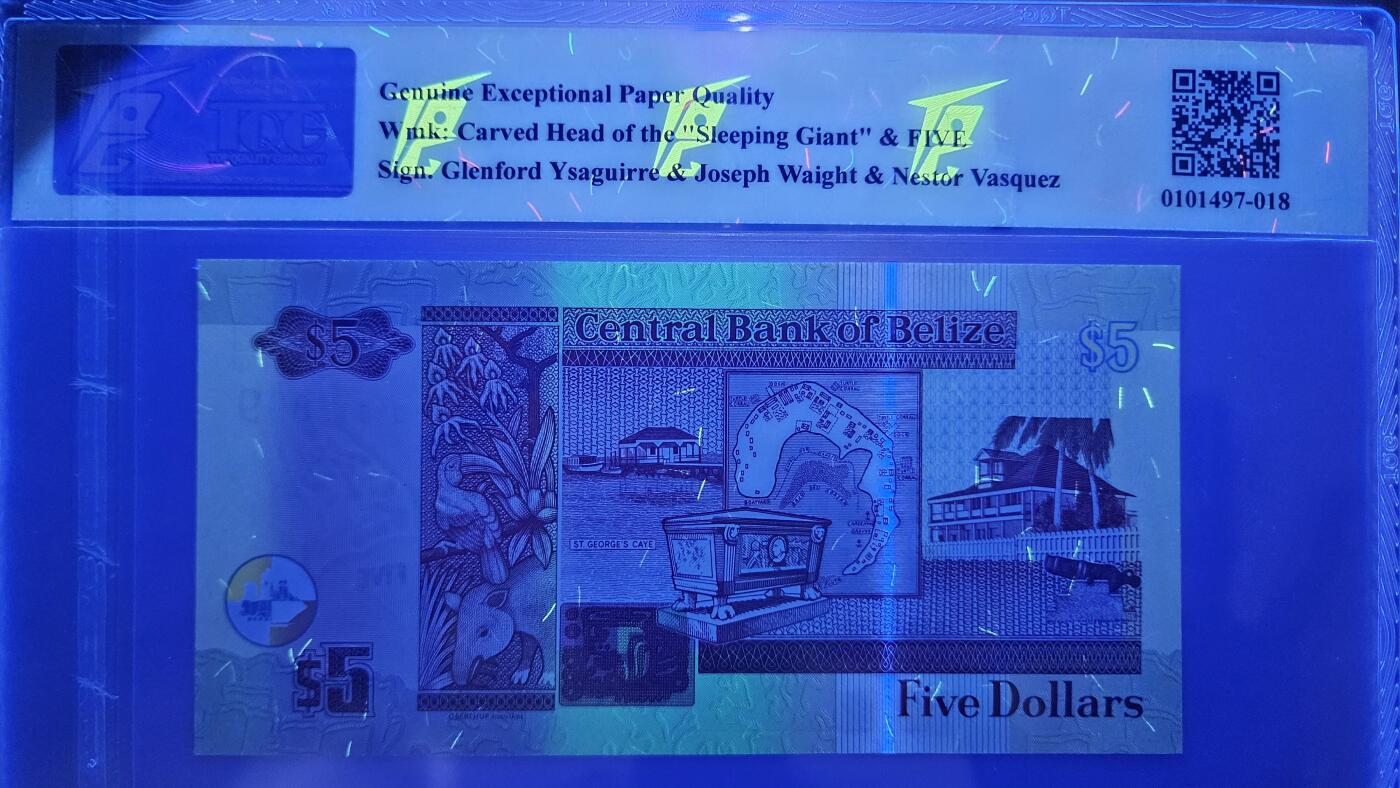 TQG
Genuine Exceptional Paper Quality
Wmk: Carved Head of the "Sleeping Giant" & FIVE
Sign. Glenford Ysaguirre & Joseph Waight & Nestor Vasquez
0101497-018
$5
Central Bank of Belize
$5
ST. GEORGE'S CAYE
$5
Five Dollars